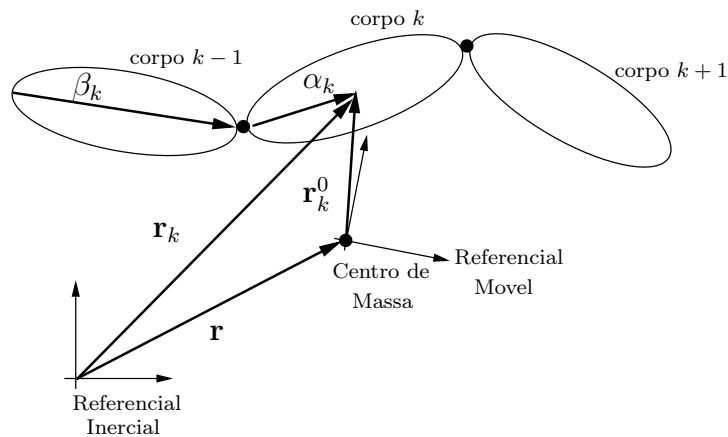 corpo k
corpo k − 1
corpo k + 1
β_k
α_k
r_k^0
r_k
Referencial
Movel
Centro de
Massa
r
Referencial
Inercial